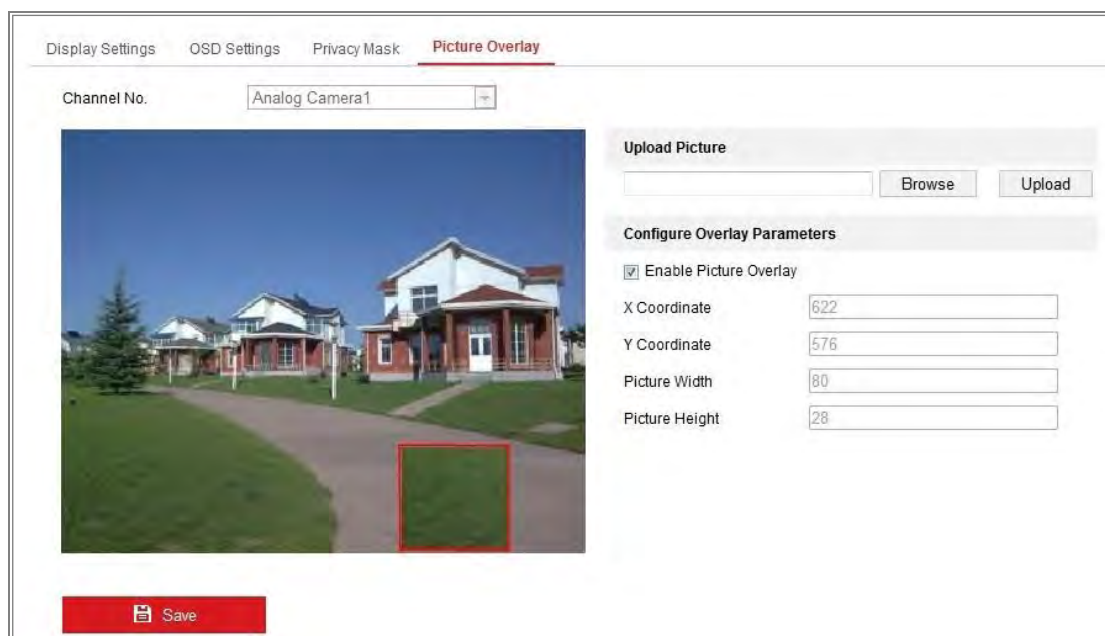 Display Settings OSD Settings Privacy Mask Picture Overlay
Channel No. Analog Camera1
Upload Picture
Browse Upload
Configure Overlay Parameters
Enable Picture Overlay
X Coordinate 622
Y Coordinate 576
Picture Width 80
Picture Height 28
Save